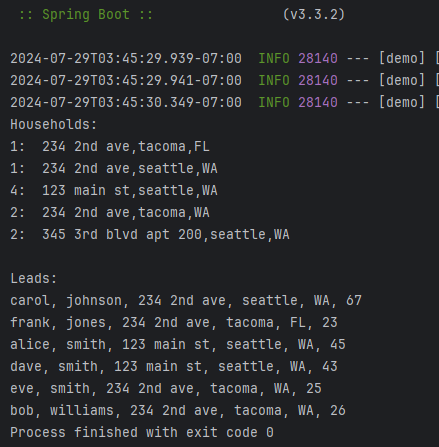 :: Spring Boot :: (v3.3.2)
2024-07-29T03:45:29.939-07:00 INFO 28140 --- [demo] [
2024-07-29T03:45:29.941-07:00 INFO 28140 --- [demo] [
2024-07-29T03:45:30.349-07:00 INFO 28140 --- [demo] [
Households:
1: 234 2nd ave,tacoma,FL
1: 234 2nd ave,seattle,WA
4: 123 main st,seattle,WA
2: 234 2nd ave,tacoma,WA
2: 345 3rd blvd apt 200,seattle,WA
Leads:
carol, johnson, 234 2nd ave, seattle, WA, 67
frank, jones, 234 2nd ave, tacoma, FL, 23
alice, smith, 123 main st, seattle, WA, 45
dave, smith, 123 main st, seattle, WA, 43
eve, smith, 234 2nd ave, tacoma, WA, 25
bob, williams, 234 2nd ave, tacoma, WA, 26
Process finished with exit code 0